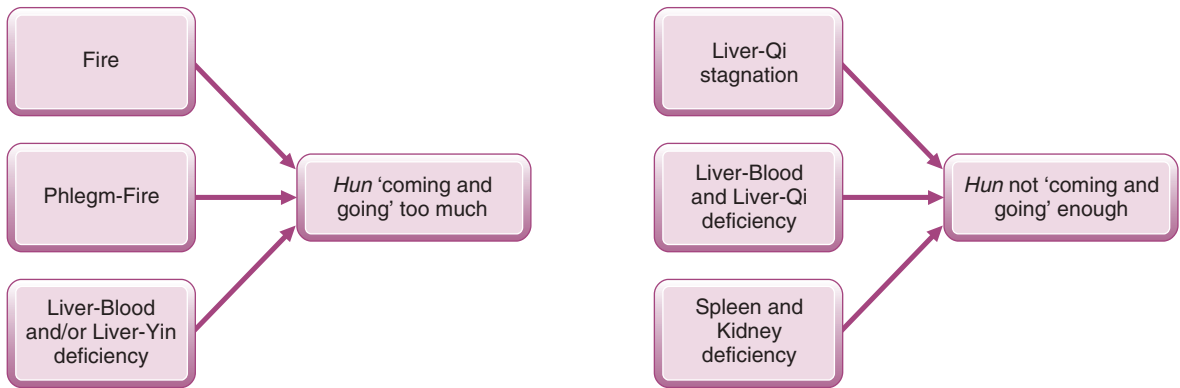 Fire
Phlegm-Fire
Liver-Blood
and/or Liver-Yin
deficiency
Hun ‘coming and
going’ too much
Liver-Qi
stagnation
Liver-Blood
and Liver-Qi
deficiency
Spleen and
Kidney
deficiency
Hun not ‘coming and
going’ enough